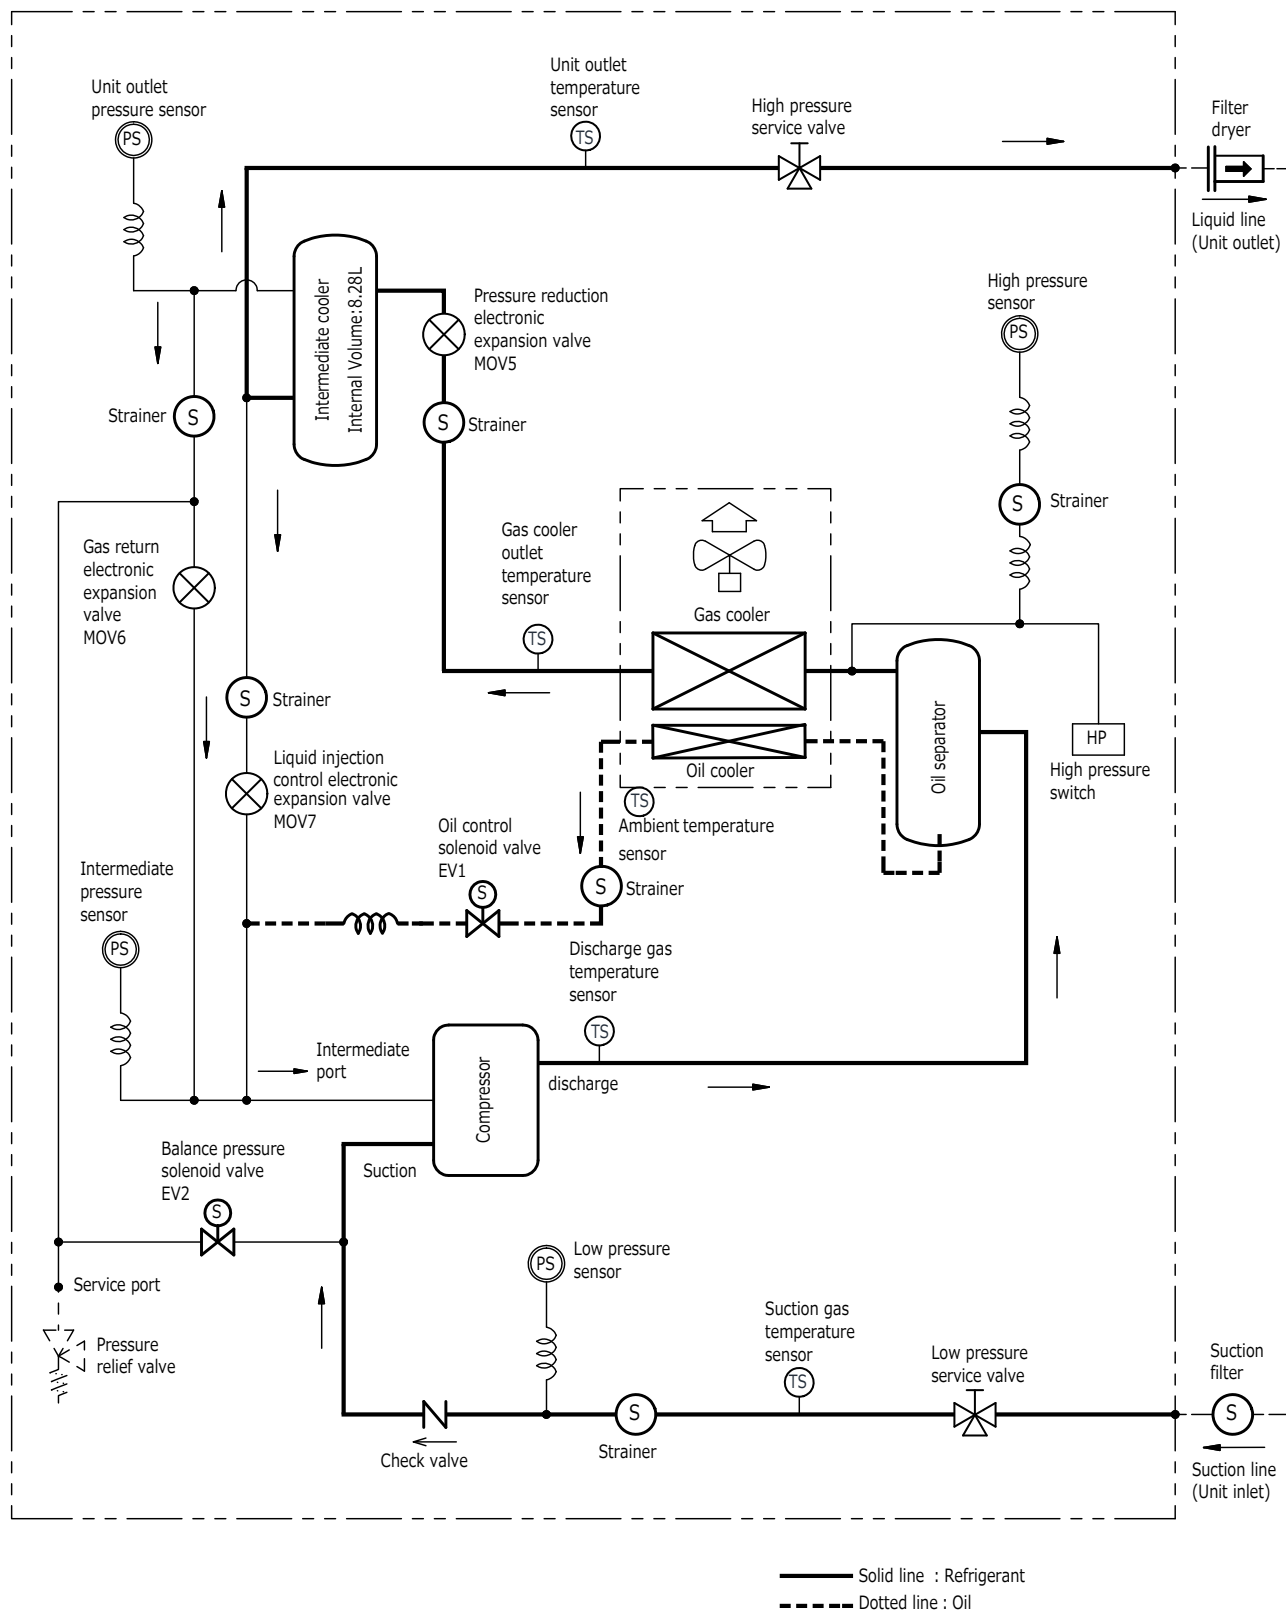 Unit outlet
temperature
sensor
TS
Unit outlet
pressure sensor
PS
High pressure
service valve
Filter
dryer
Liquid line
(Unit outlet)
Intermediate cooler
Internal Volume:8.28L
Pressure reduction
electronic
expansion valve
MOV5
High pressure
sensor
PS
Strainer
S
S
Strainer
S
Strainer
Gas return
electronic
expansion
valve
MOV6
Gas cooler
outlet
temperature
sensor
TS
Gas cooler
Oil cooler
Oil separator
HP
High pressure
switch
S
Strainer
Liquid injection
control electronic
expansion valve
MOV7
TS
Ambient temperature
sensor
Oil control
solenoid valve
EV1
S
S
Strainer
Intermediate
pressure
sensor
PS
Discharge gas
temperature
sensor
TS
Intermediate
port
Compressor
discharge
Suction
Balance pressure
solenoid valve
EV2
S
Service port
Pressure
relief valve
PS
Low pressure
sensor
Suction gas
temperature
sensor
TS
Low pressure
service valve
Suction
filter
S
S
Strainer
Check valve
Suction line
(Unit inlet)
Solid line : Refrigerant
Dotted line : Oil